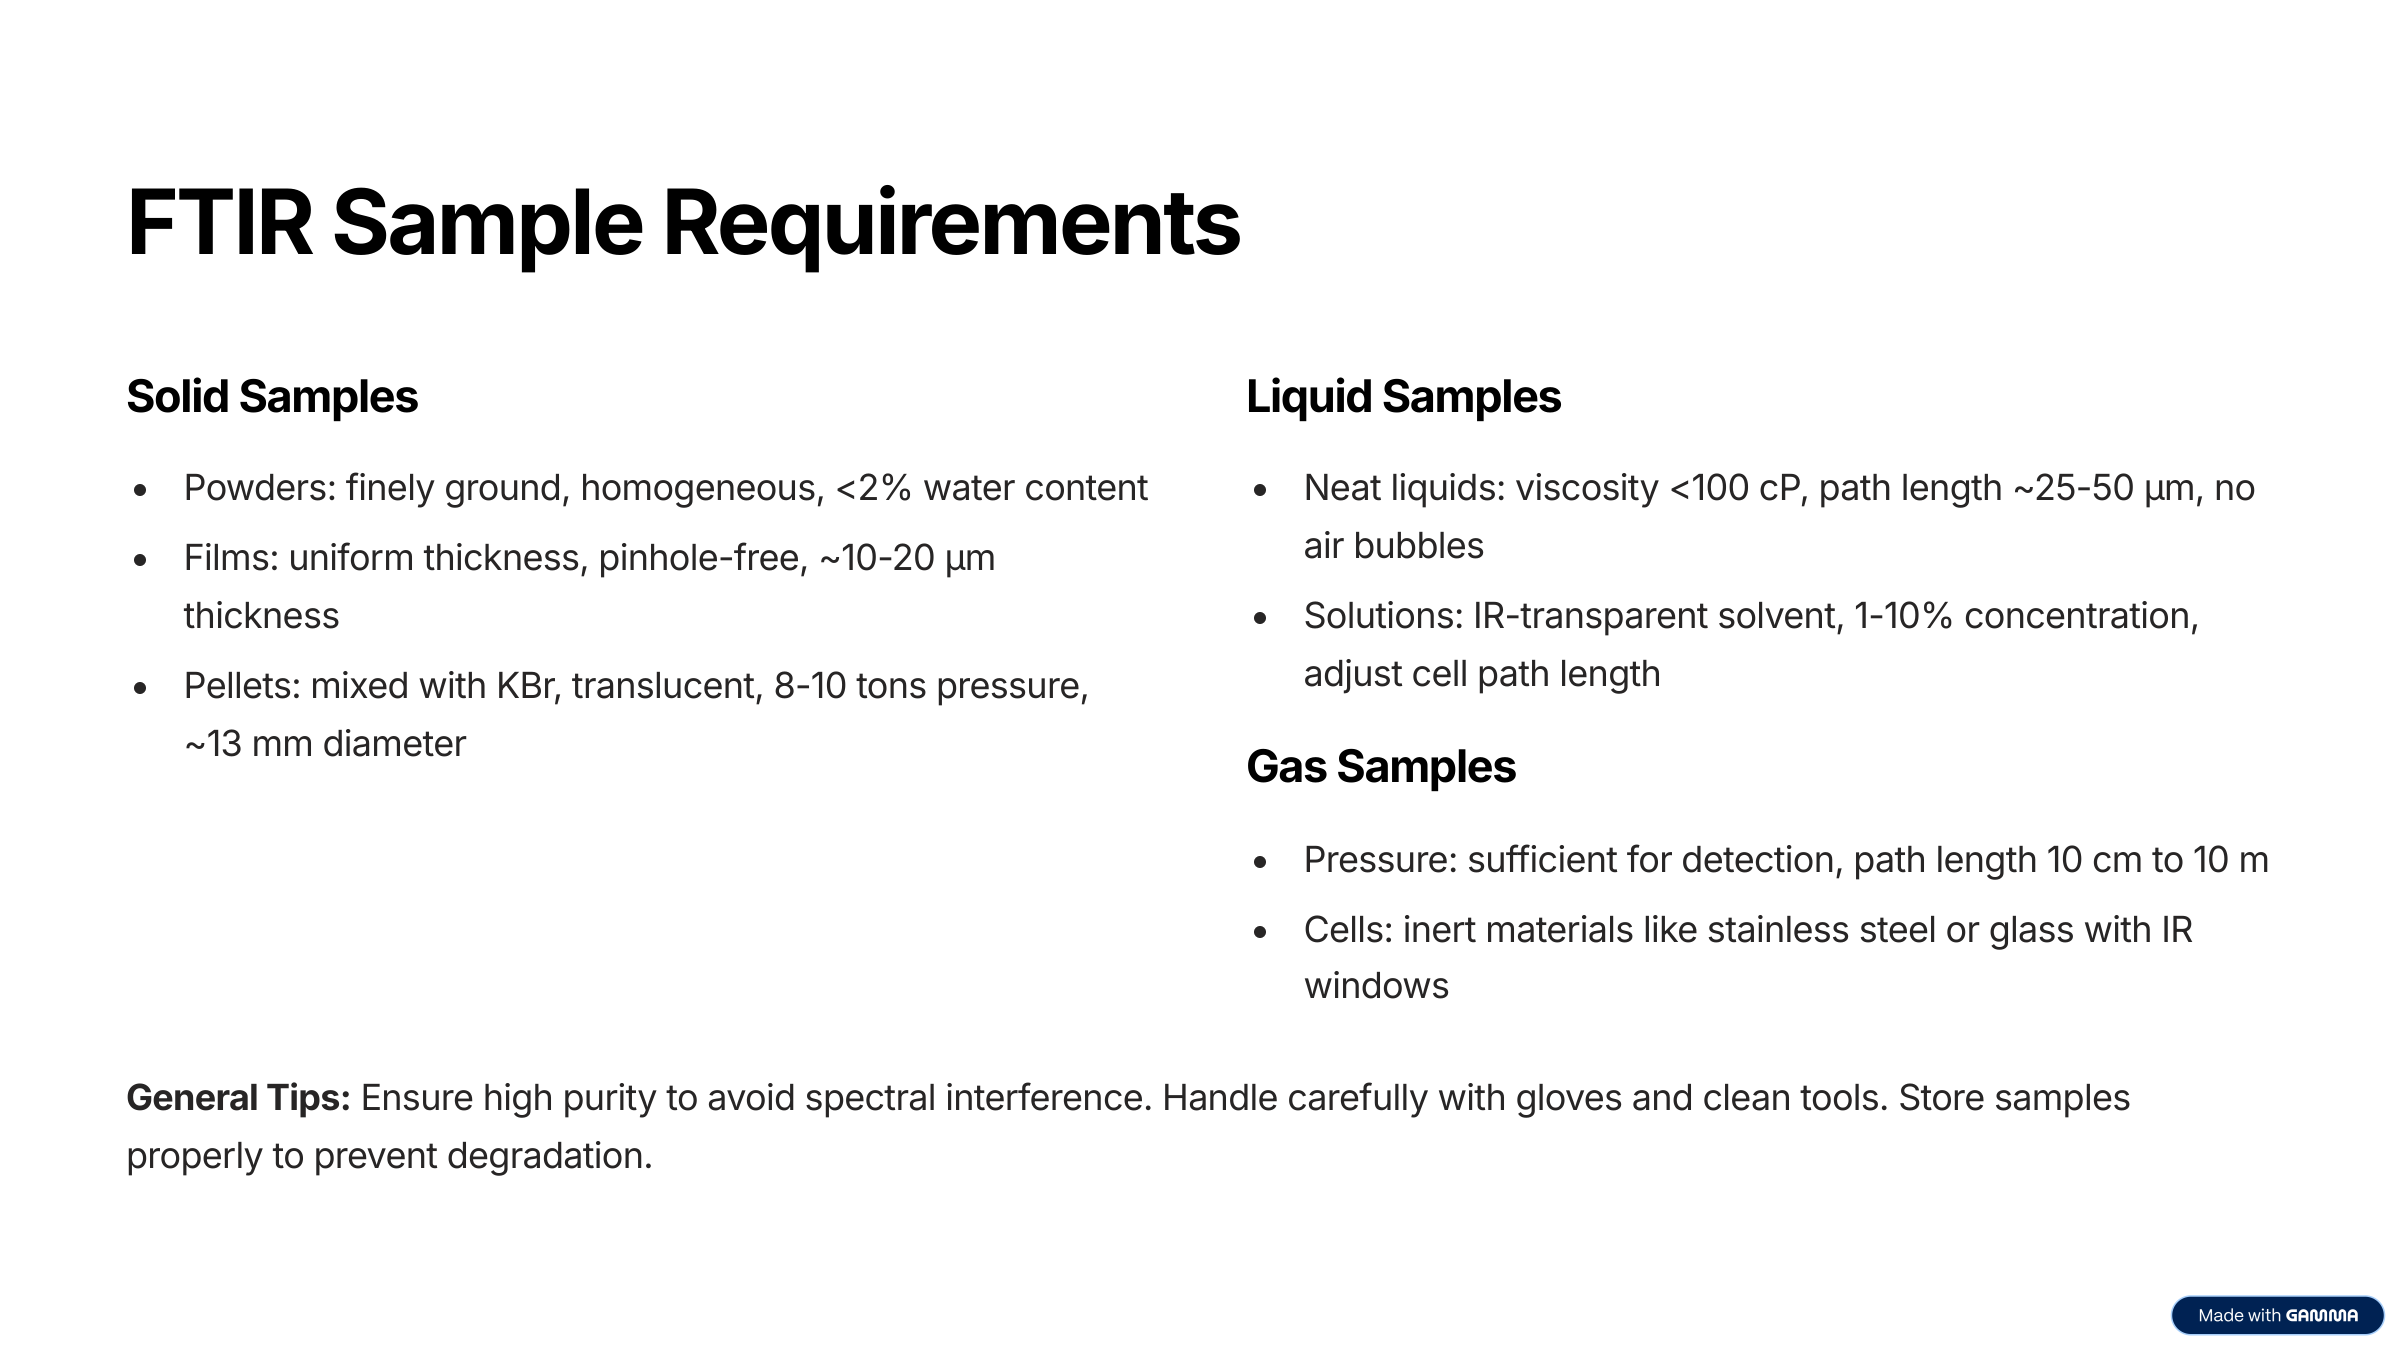 FTIR Sample Requirements
Solid Samples
• Powders: finely ground, homogeneous, <2% water content
• Films: uniform thickness, pinhole-free, ~10-20 µm
thickness
• Pellets: mixed with KBr, translucent, 8-10 tons pressure,
~13 mm diameter
Liquid Samples
• Neat liquids: viscosity <100 cP, path length ~25-50 µm, no
air bubbles
• Solutions: IR-transparent solvent, 1-10% concentration,
adjust cell path length
Gas Samples
• Pressure: sufficient for detection, path length 10 cm to 10 m
• Cells: inert materials like stainless steel or glass with IR
windows
General Tips: Ensure high purity to avoid spectral interference. Handle carefully with gloves and clean tools. Store samples
properly to prevent degradation.
Made with GAMMA